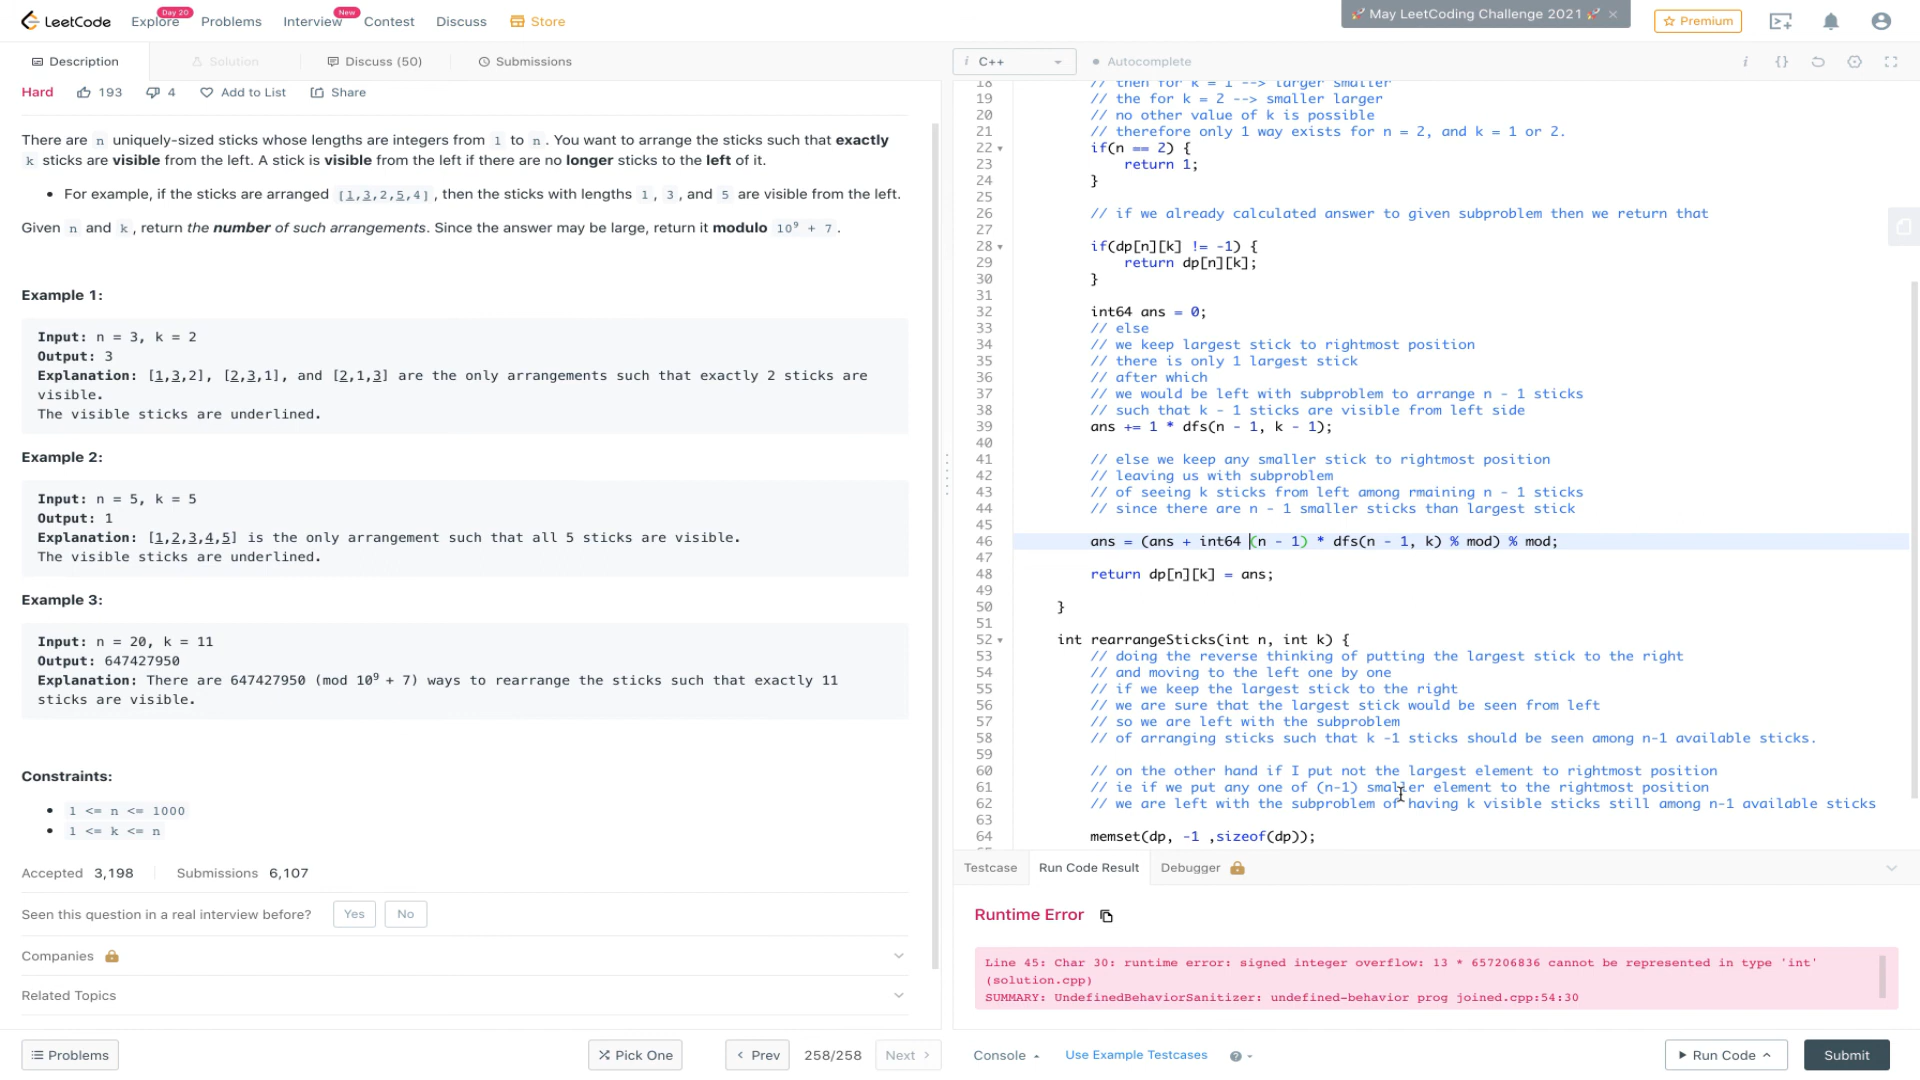 LeetCode
Explore
Day 20
Problems
Interview
New
Contest
Discuss
Store
🚀 May LeetCoding Challenge 2021 🚀 ×
Premium
Description
Solution
Discuss (50)
Submissions
Hard
193
4
Add to List
Share
There are n uniquely-sized sticks whose lengths are integers from 1 to n. You want to arrange the sticks such that exactly
k sticks are visible from the left. A stick is visible from the left if there are no longer sticks to the left of it.
• For example, if the sticks are arranged [1,3,2,5,4], then the sticks with lengths 1, 3, and 5 are visible from the left.
Given n and k, return the number of such arrangements. Since the answer may be large, return it modulo 10⁹ + 7.
Example 1:
Input: n = 3, k = 2
Output: 3
Explanation: [1,3,2], [2,3,1], and [2,1,3] are the only arrangements such that exactly 2 sticks are
visible.
The visible sticks are underlined.
Example 2:
Input: n = 5, k = 5
Output: 1
Explanation: [1,2,3,4,5] is the only arrangement such that all 5 sticks are visible.
The visible sticks are underlined.
Example 3:
Input: n = 20, k = 11
Output: 647427950
Explanation: There are 647427950 (mod 10⁹ + 7) ways to rearrange the sticks such that exactly 11
sticks are visible.
Constraints:
• 1 <= n <= 1000
• 1 <= k <= n
Accepted 3,198
Submissions 6,107
Seen this question in a real interview before?
Yes
No
Companies
Related Topics
Problems
Pick One
Prev
258/258
Next
i C++
Autocomplete
18 // then for k = 1 --> larger smaller
19 // the for k = 2 --> smaller larger
20 // no other value of k is possible
21 // therefore only 1 way exists for n = 2, and k = 1 or 2.
22 if(n == 2) {
23 return 1;
24 }
25
26 // if we already calculated answer to given subproblem then we return that
27
28 if(dp[n][k] != -1) {
29 return dp[n][k];
30 }
31
32 int64 ans = 0;
33 // else
34 // we keep largest stick to rightmost position
35 // there is only 1 largest stick
36 // after which
37 // we would be left with subproblem to arrange n - 1 sticks
38 // such that k - 1 sticks are visible from left side
39 ans += 1 * dfs(n - 1, k - 1);
40
41 // else we keep any smaller stick to rightmost position
42 // leaving us with subproblem
43 // of seeing k sticks from left among rmaining n - 1 sticks
44 // since there are n - 1 smaller sticks than largest stick
45
46 ans = (ans + int64 (n - 1) * dfs(n - 1, k) % mod) % mod;
47
48 return dp[n][k] = ans;
49
50 }
51
52 int rearrangeSticks(int n, int k) {
53 // doing the reverse thinking of putting the largest stick to the right
54 // and moving to the left one by one
55 // if we keep the largest stick to the right
56 // we are sure that the largest stick would be seen from left
57 // so we are left with the subproblem
58 // of arranging sticks such that k -1 sticks should be seen among n-1 available sticks.
59
60 // on the other hand if I put not the largest element to rightmost position
61 // ie if we put any one of (n-1) smaller element to the rightmost position
62 // we are left with the subproblem of having k visible sticks still among n-1 available sticks
63
64 memset(dp, -1 ,sizeof(dp));
Testcase
Run Code Result
Debugger
Runtime Error
Line 45: Char 30: runtime error: signed integer overflow: 13 * 657206836 cannot be represented in type 'int'
(solution.cpp)
SUMMARY: UndefinedBehaviorSanitizer: undefined-behavior prog_joined.cpp:54:30
Console
Use Example Testcases
Run Code
Submit